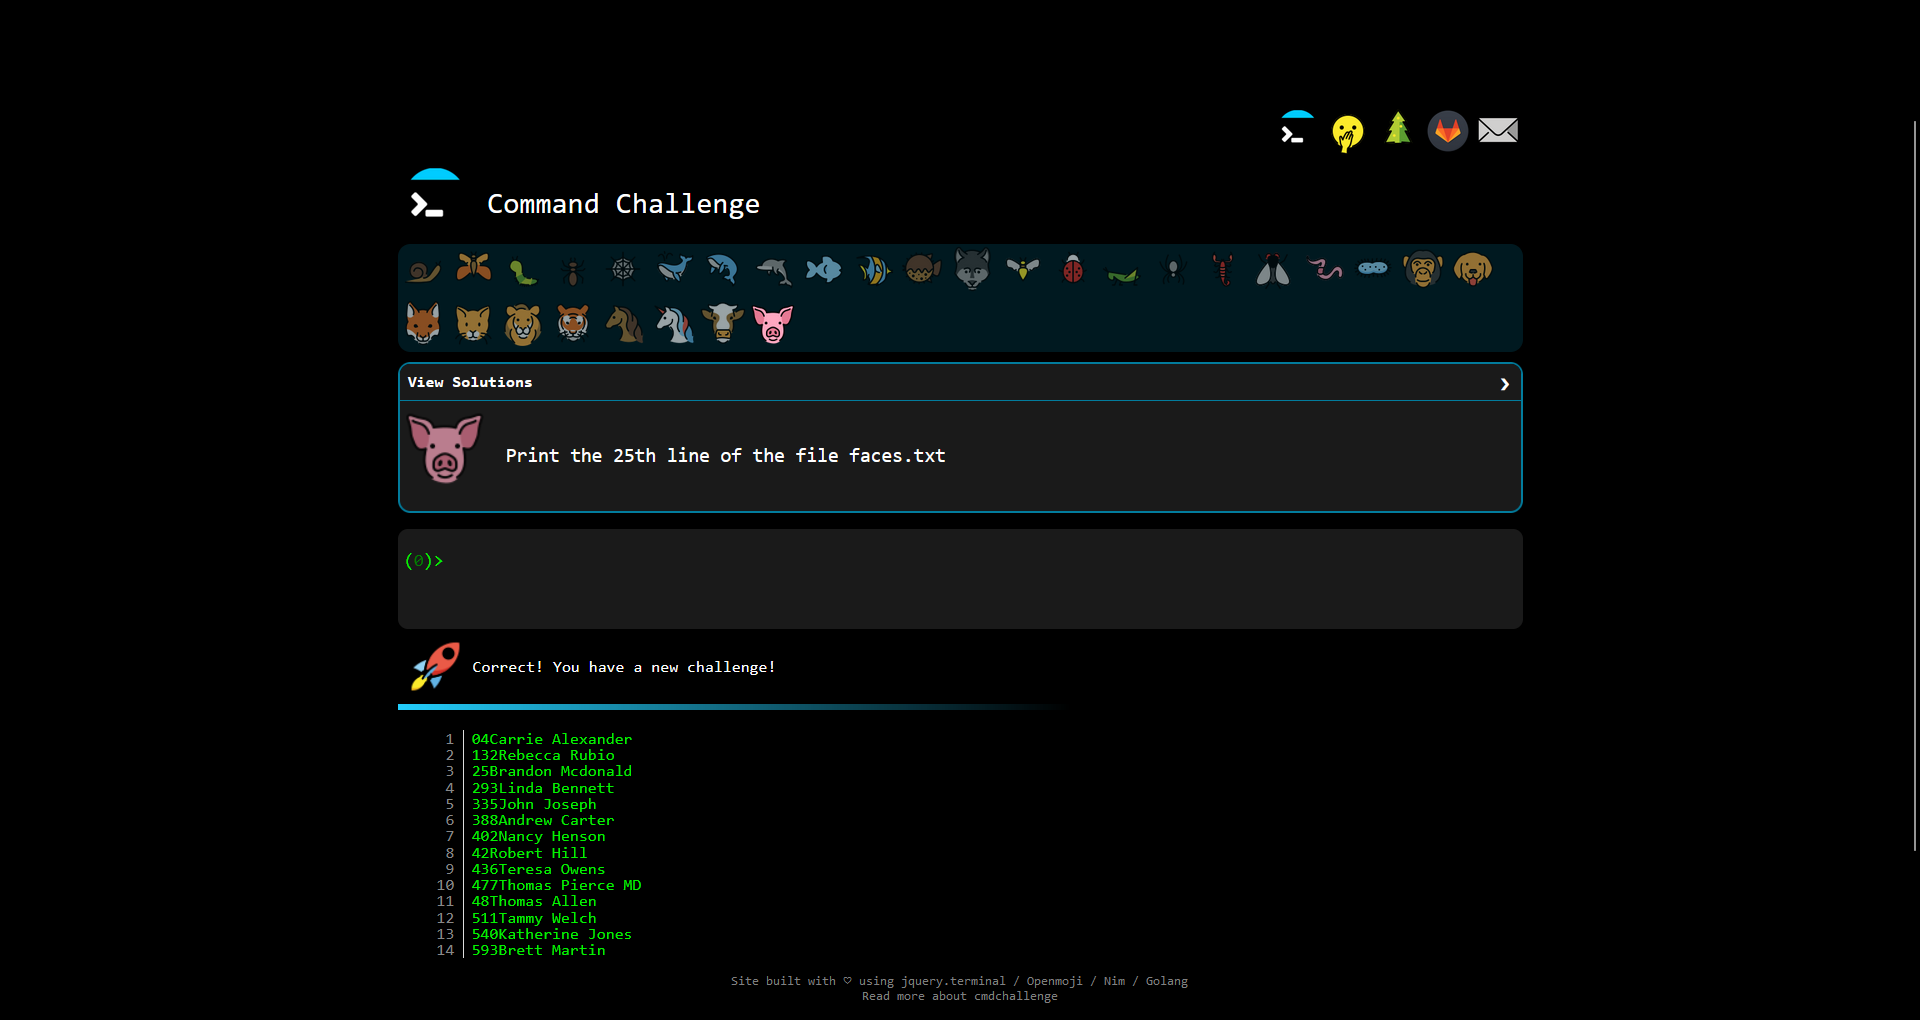 Command Challenge
View Solutions
Print the 25th line of the file faces.txt
(0)>
Correct! You have a new challenge!
1 04Carrie Alexander
2 132Rebecca Rubio
3 25Brandon Mcdonald
4 293Linda Bennett
5 335John Joseph
6 388Andrew Carter
7 402Nancy Henson
8 42Robert Hill
9 436Teresa Owens
10 477Thomas Pierce MD
11 48Thomas Allen
12 511Tammy Welch
13 540Katherine Jones
14 593Brett Martin
Site built with ♡ using jquery.terminal / Openmoji / Nim / Golang
Read more about cmdchallenge